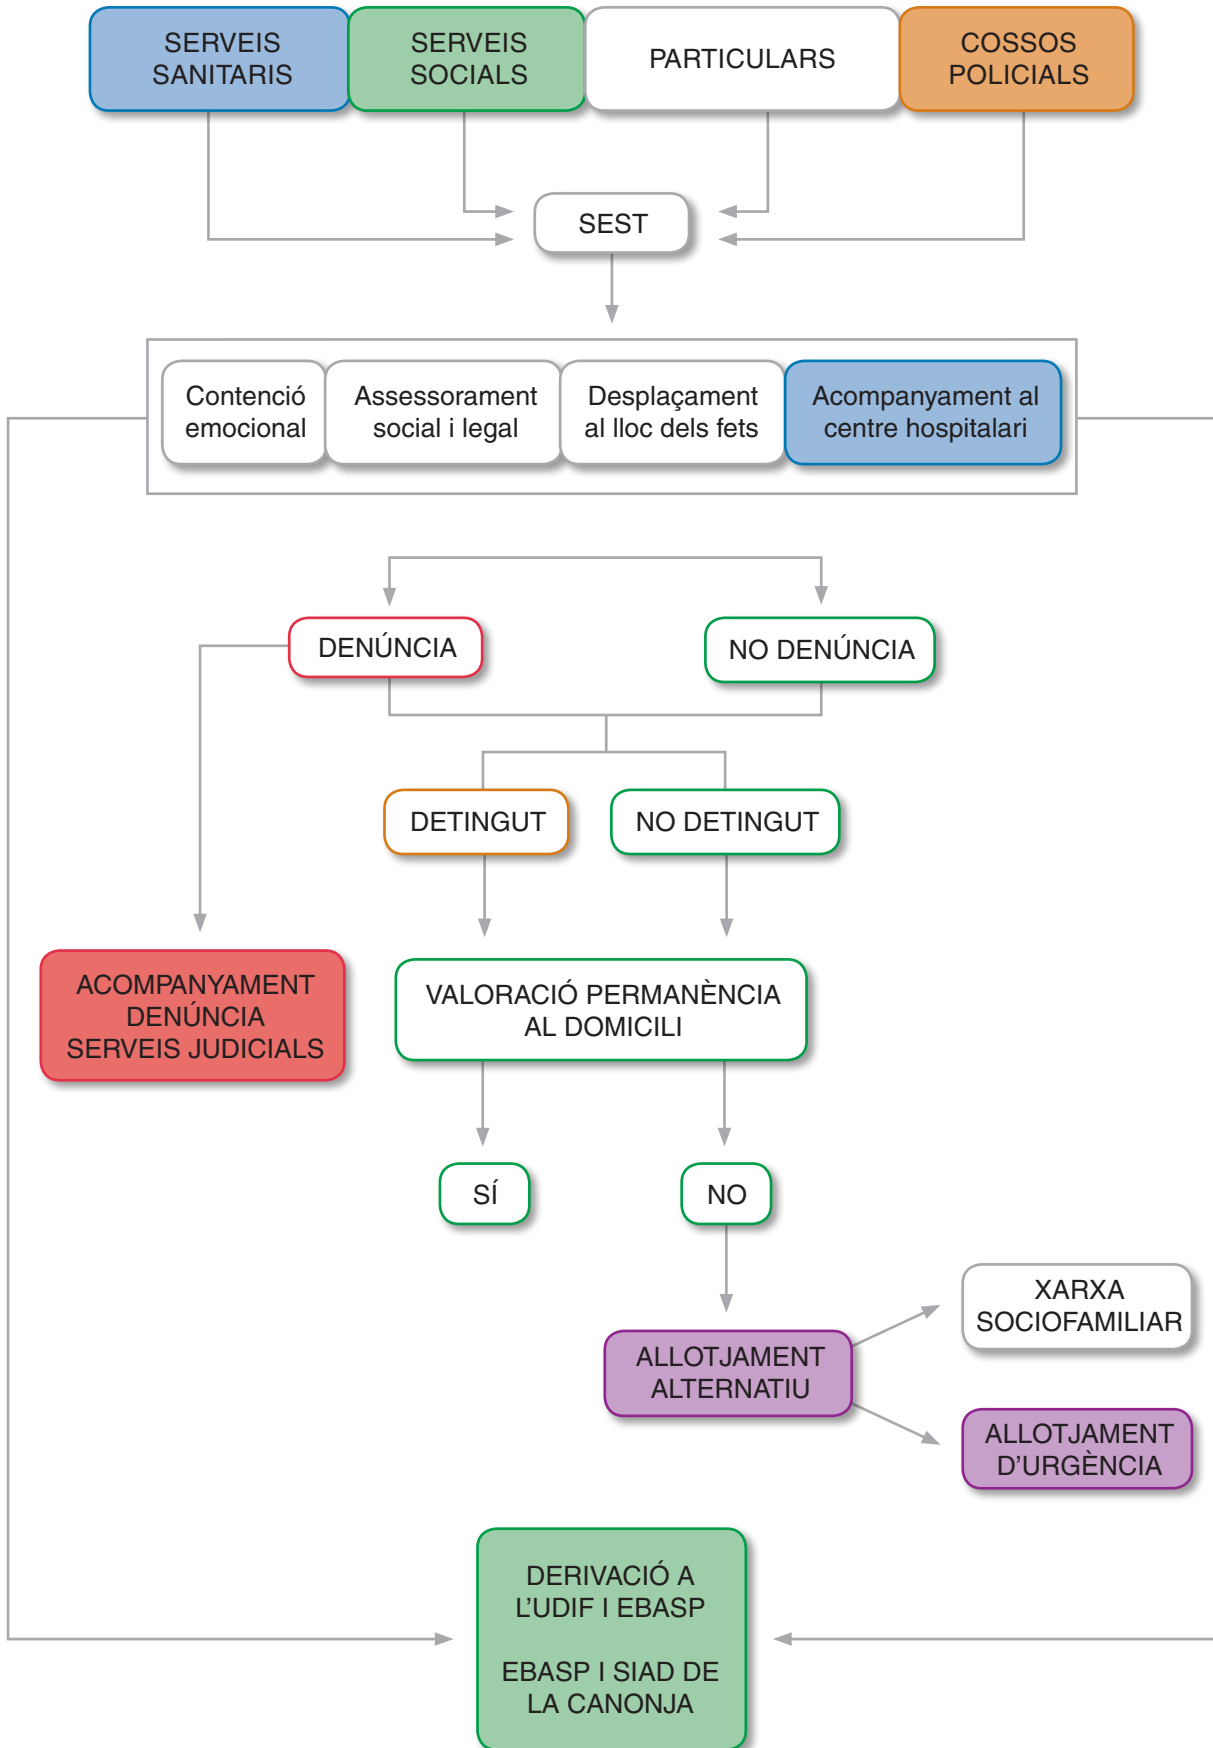 SERVEIS
SANITARIS
SERVEIS
SOCIALS
PARTICULARS
COSSOS
POLICIALS
SEST
Contenció
emocional
Assessorament
social i legal
Desplaçament
al lloc dels fets
Acompanyament al
centre hospitalari
DENÚNCIA
NO DENÚNCIA
DETINGUT
NO DETINGUT
ACOMPANYAMENT
DENÚNCIA
SERVEIS JUDICIALS
VALORACIÓ PERMANÈNCIA
AL DOMICILI
SÍ
NO
XARXA
SOCIOFAMILIAR
ALLOTJAMENT
ALTERNATIU
ALLOTJAMENT
D'URGÈNCIA
DERIVACIÓ A
L'UDIF I EBASP
EBASP I SIAD DE
LA CANONJA